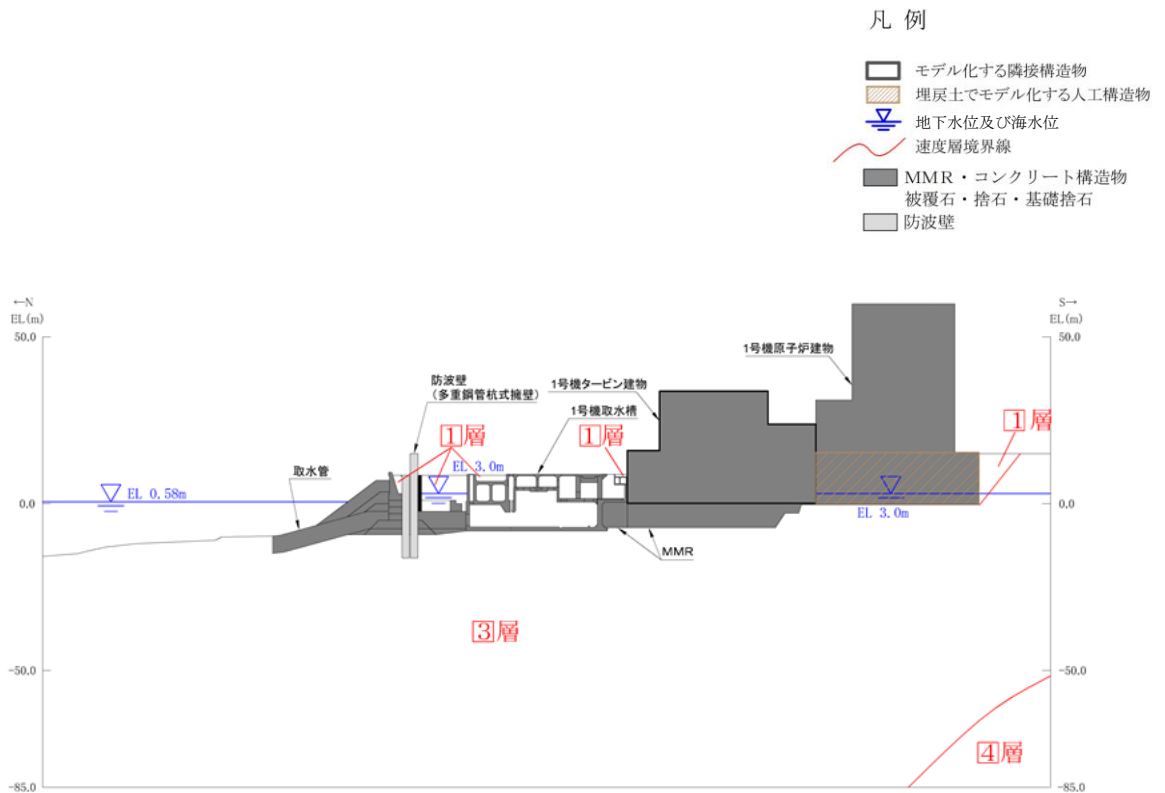 凡 例
モデル化する隣接構造物
埋戻土でモデル化する人工構造物
地下水位及び海水位
速度層境界線
MMR・コンクリート構造物
被覆石・捨石・基礎捨石
防波壁
←N
EL(m)
S→
EL(m)
50.0
50.0
1号機原子炉建物
防波壁
(多重鋼管杭式擁壁)
1号機タービン建物
1号機取水槽
①層
①層
①層
取水管
EL 3.0m
EL 0.58m
0.0
0.0
EL 3.0m
MMR
③層
-50.0
-50.0
④層
-85.0
-85.0